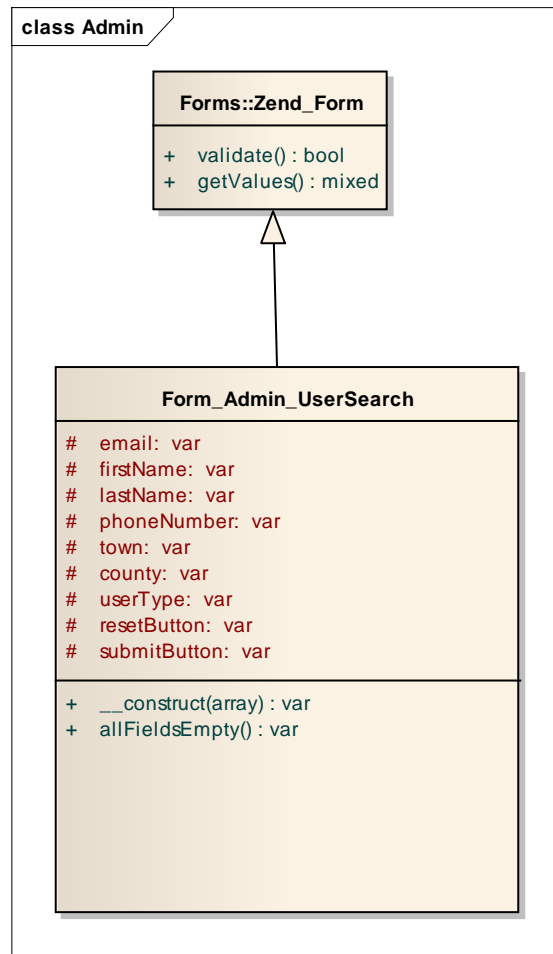 class Admin
Forms::Zend_Form
+ validate() : bool
+ getValues() : mixed
Form_Admin_UserSearch
# email: var
# firstName: var
# lastName: var
# phoneNumber: var
# town: var
# county: var
# userType: var
# resetButton: var
# submitButton: var
+ __construct(array) : var
+ allFieldsEmpty() : var